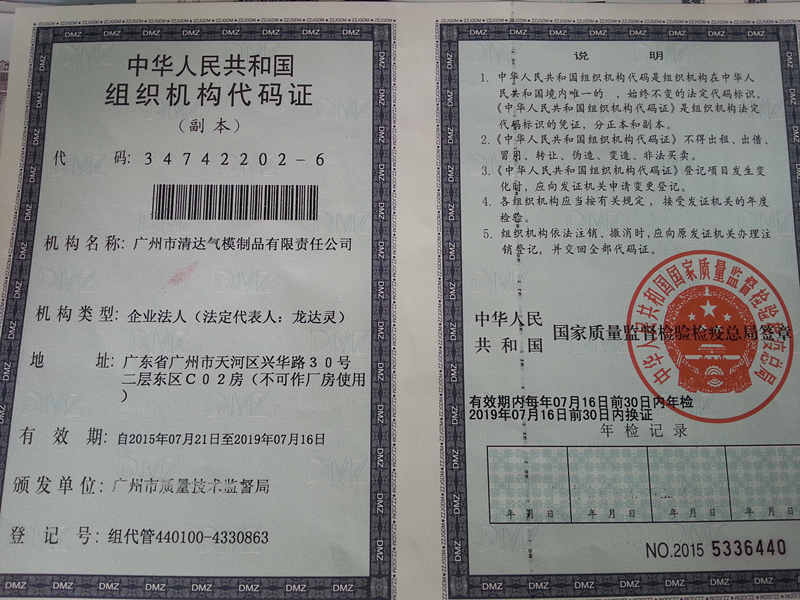 中华人民共和国
组织机构代码证
（副本）
代 码: 34742202-6
机构名称: 广州市清达气模制品有限责任公司
机构类型: 企业法人（法定代表人：龙达灵）
地 址: 广东省广州市天河区兴华路３０号
二层东区Ｃ０２房（不可作厂房使用
）
有 效 期: 自2015年07月21日至2019年07月16日
颁发单位: 广州市质量技术监督局
登 记 号: 组代管440100-4330863
说 明
1. 中华人民共和国组织机构代码是组织机构在中华人
民共和国境内唯一的 ，始终不变的法定代码标识，
《中华人民共和国组织机构代码证》是组织机构法定
代码标识的凭证，分正本和副本。
2.《中华人民共和国组织机构代码证》不得出租、出借、
冒用、转让、伪造、变造、非法买卖。
3.《中华人民共和国组织机构代码证》登记项目发生变
化时，应向发证机关申请变更登记。
4. 各组织机构应当按有关规定 ，接受发证机关的年度
检验。
5. 组织机构依法注销、撤消时，应向原发证机关办理注
销登记，并交回全部代码证。
中华人民
共 和 国
国家质量监督检验检疫总局签章
中华人民共和国国家质量监督检验检疫总局
有效期内每年07月16日前30日内年检
2019年07月16日前30日内换证
年检记录
年 月 日
年 月 日
年 月 日
年 月 日
NO.2015 5336440